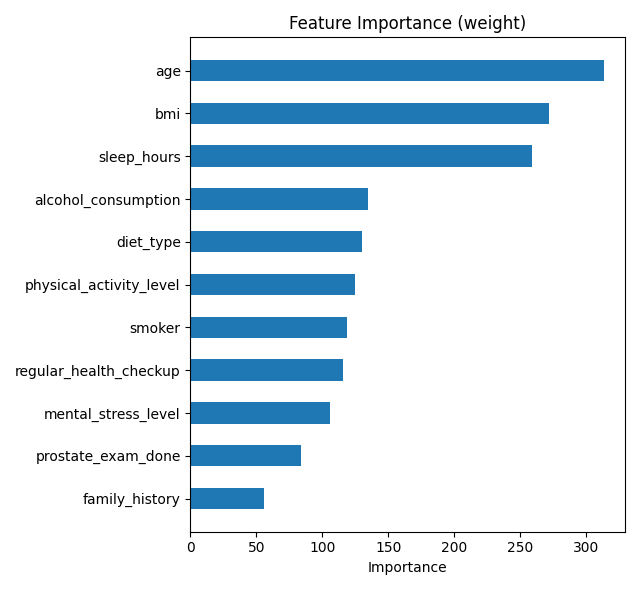 Feature Importance (weight)
age
bmi
sleep_hours
alcohol_consumption
diet_type
physical_activity_level
smoker
regular_health_checkup
mental_stress_level
prostate_exam_done
family_history
0 50 100 150 200 250 300
Importance